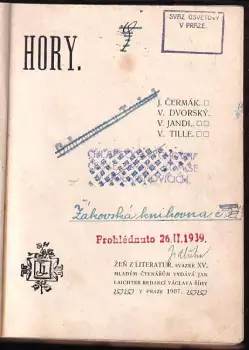 SVAZ OSVĚTOVÝ
V PRAZE.
HORY.
J. ČERMÁK.
V. DVORSKÝ.
V. JANDL.
V. TILLE.
Žákovská knihovna č.
Prohlédnuto 26.II.1939.
ŽEŇ Z LITERATUR, SVAZEK XV.
MLADÉM ČTENÁŘŮM VYDÁVÁ JAN
LAICHTER REDAKCÍ VÁCLAVA ŘÍHY
V PRAZE 1907.